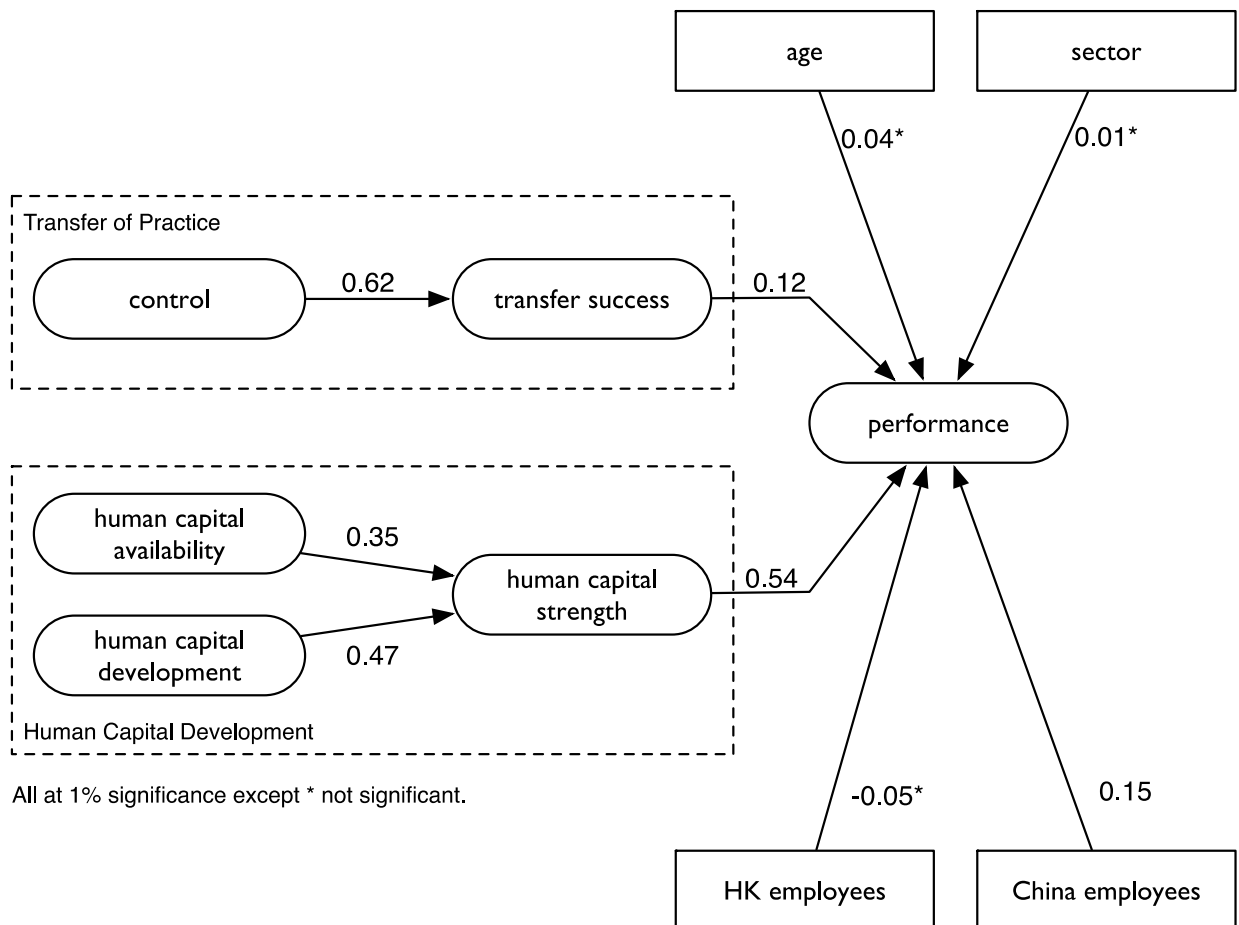 age
sector
0.04*
0.01*
Transfer of Practice
control
0.62
transfer success
0.12
performance
human capital
availability
0.35
human capital
strength
0.54
human capital
development
0.47
Human Capital Development
All at 1% significance except * not significant.
-0.05*
0.15
HK employees
China employees